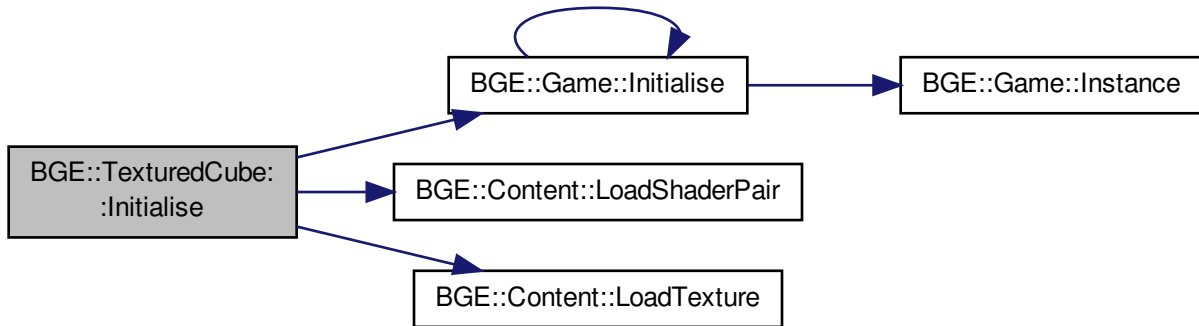 BGE::Game::Initialise
BGE::Game::Instance
BGE::TexturedCube:
:Initialise
BGE::Content::LoadShaderPair
BGE::Content::LoadTexture